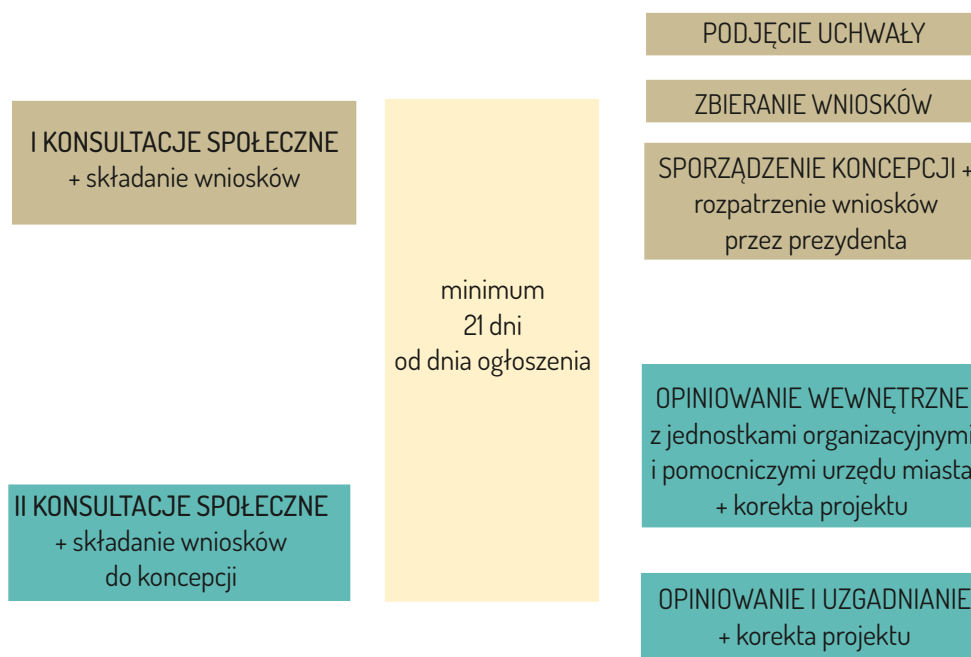 I KONSULTACJE SPOŁECZNE
+ składanie wniosków
II KONSULTACJE SPOŁECZNE
+ składanie wniosków
do koncepcji
minimum
21 dni
od dnia ogłoszenia
PODJĘCIE UCHWAŁY
ZBIERANIE WNIOSKÓW
SPORZĄDZENIE KONCEPCJI +
rozpatrzenie wniosków
przez prezydenta
OPINIOWANIE WEWNĘTRZNE
z jednostkami organizacyjnymi
i pomocniczymi urzędu miasta
+ korekta projektu
OPINIOWANIE I UZGADNIANIE
+ korekta projektu